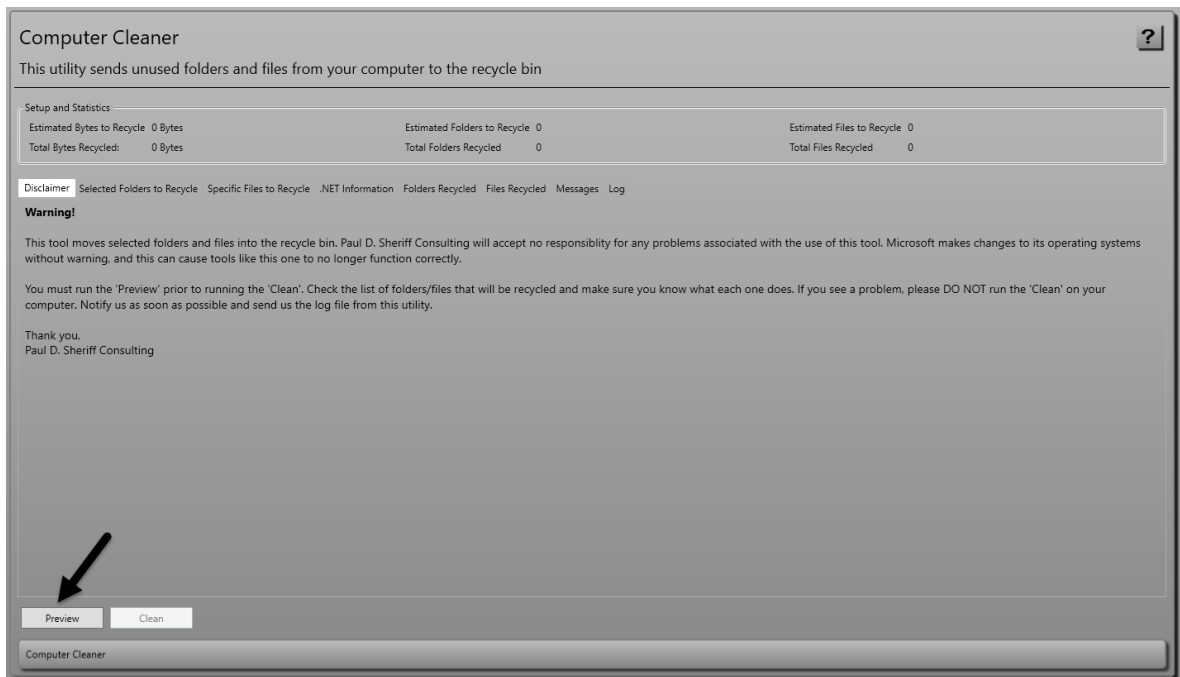 Computer Cleaner
?
This utility sends unused folders and files from your computer to the recycle bin
Setup and Statistics
Estimated Bytes to Recycle 0 Bytes Estimated Folders to Recycle 0 Estimated Files to Recycle 0
Total Bytes Recycled: 0 Bytes Total Folders Recycled 0 Total Files Recycled 0
Disclaimer Selected Folders to Recycle Specific Files to Recycle .NET Information Folders Recycled Files Recycled Messages Log
Warning!
This tool moves selected folders and files into the recycle bin. Paul D. Sheriff Consulting will accept no responsiblity for any problems associated with the use of this tool. Microsoft makes changes to its operating systems
without warning, and this can cause tools like this one to no longer function correctly.
You must run the 'Preview' prior to running the 'Clean'. Check the list of folders/files that will be recycled and make sure you know what each one does. If you see a problem, please DO NOT run the 'Clean' on your
computer. Notify us as soon as possible and send us the log file from this utility.
Thank you,
Paul D. Sheriff Consulting
Preview Clean
Computer Cleaner